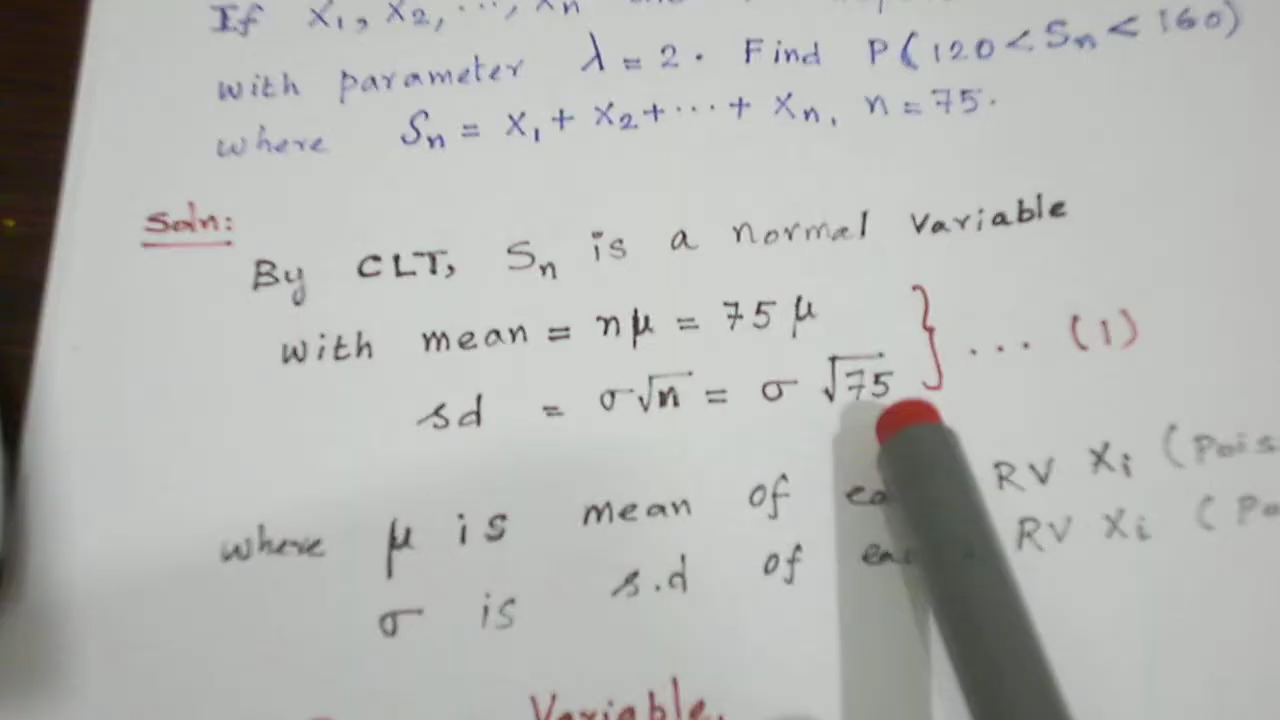 If X₁, X₂, ..., Xn
with parameter λ = 2. Find P(120 < Sn < 160)
where Sn = X₁ + X₂ + ... + Xn, n = 75.
Soln:
By CLT, Sn is a normal variable
with mean = nμ = 75 μ
sd = σ√n = σ √75 } ... (1)
where μ is mean of RV Xi (
σ is s.d of RV Xi (
Variable.